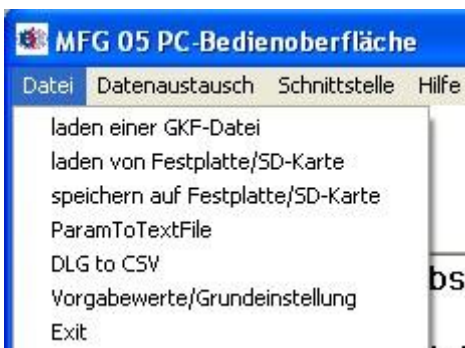 MFG 05 PC-Bedienoberfläche
Datei Datenaustausch Schnittstelle Hilfe
laden einer GKF-Datei
laden von Festplatte/SD-Karte
speichern auf Festplatte/SD-Karte
ParamToTextFile
DLG to CSV
bs
Vorgabewerte/Grundeinstellung
Exit